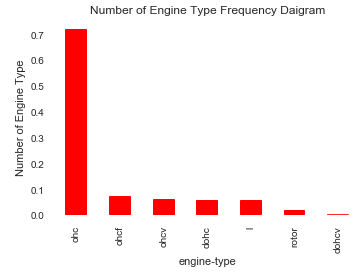 Number of Engine Type Frequency Daigram
Number of Engine Type
0.7
0.6
0.5
0.4
0.3
0.2
0.1
0.0
ohc
ohcf
ohcv
dohc
l
rotor
dohcv
engine-type